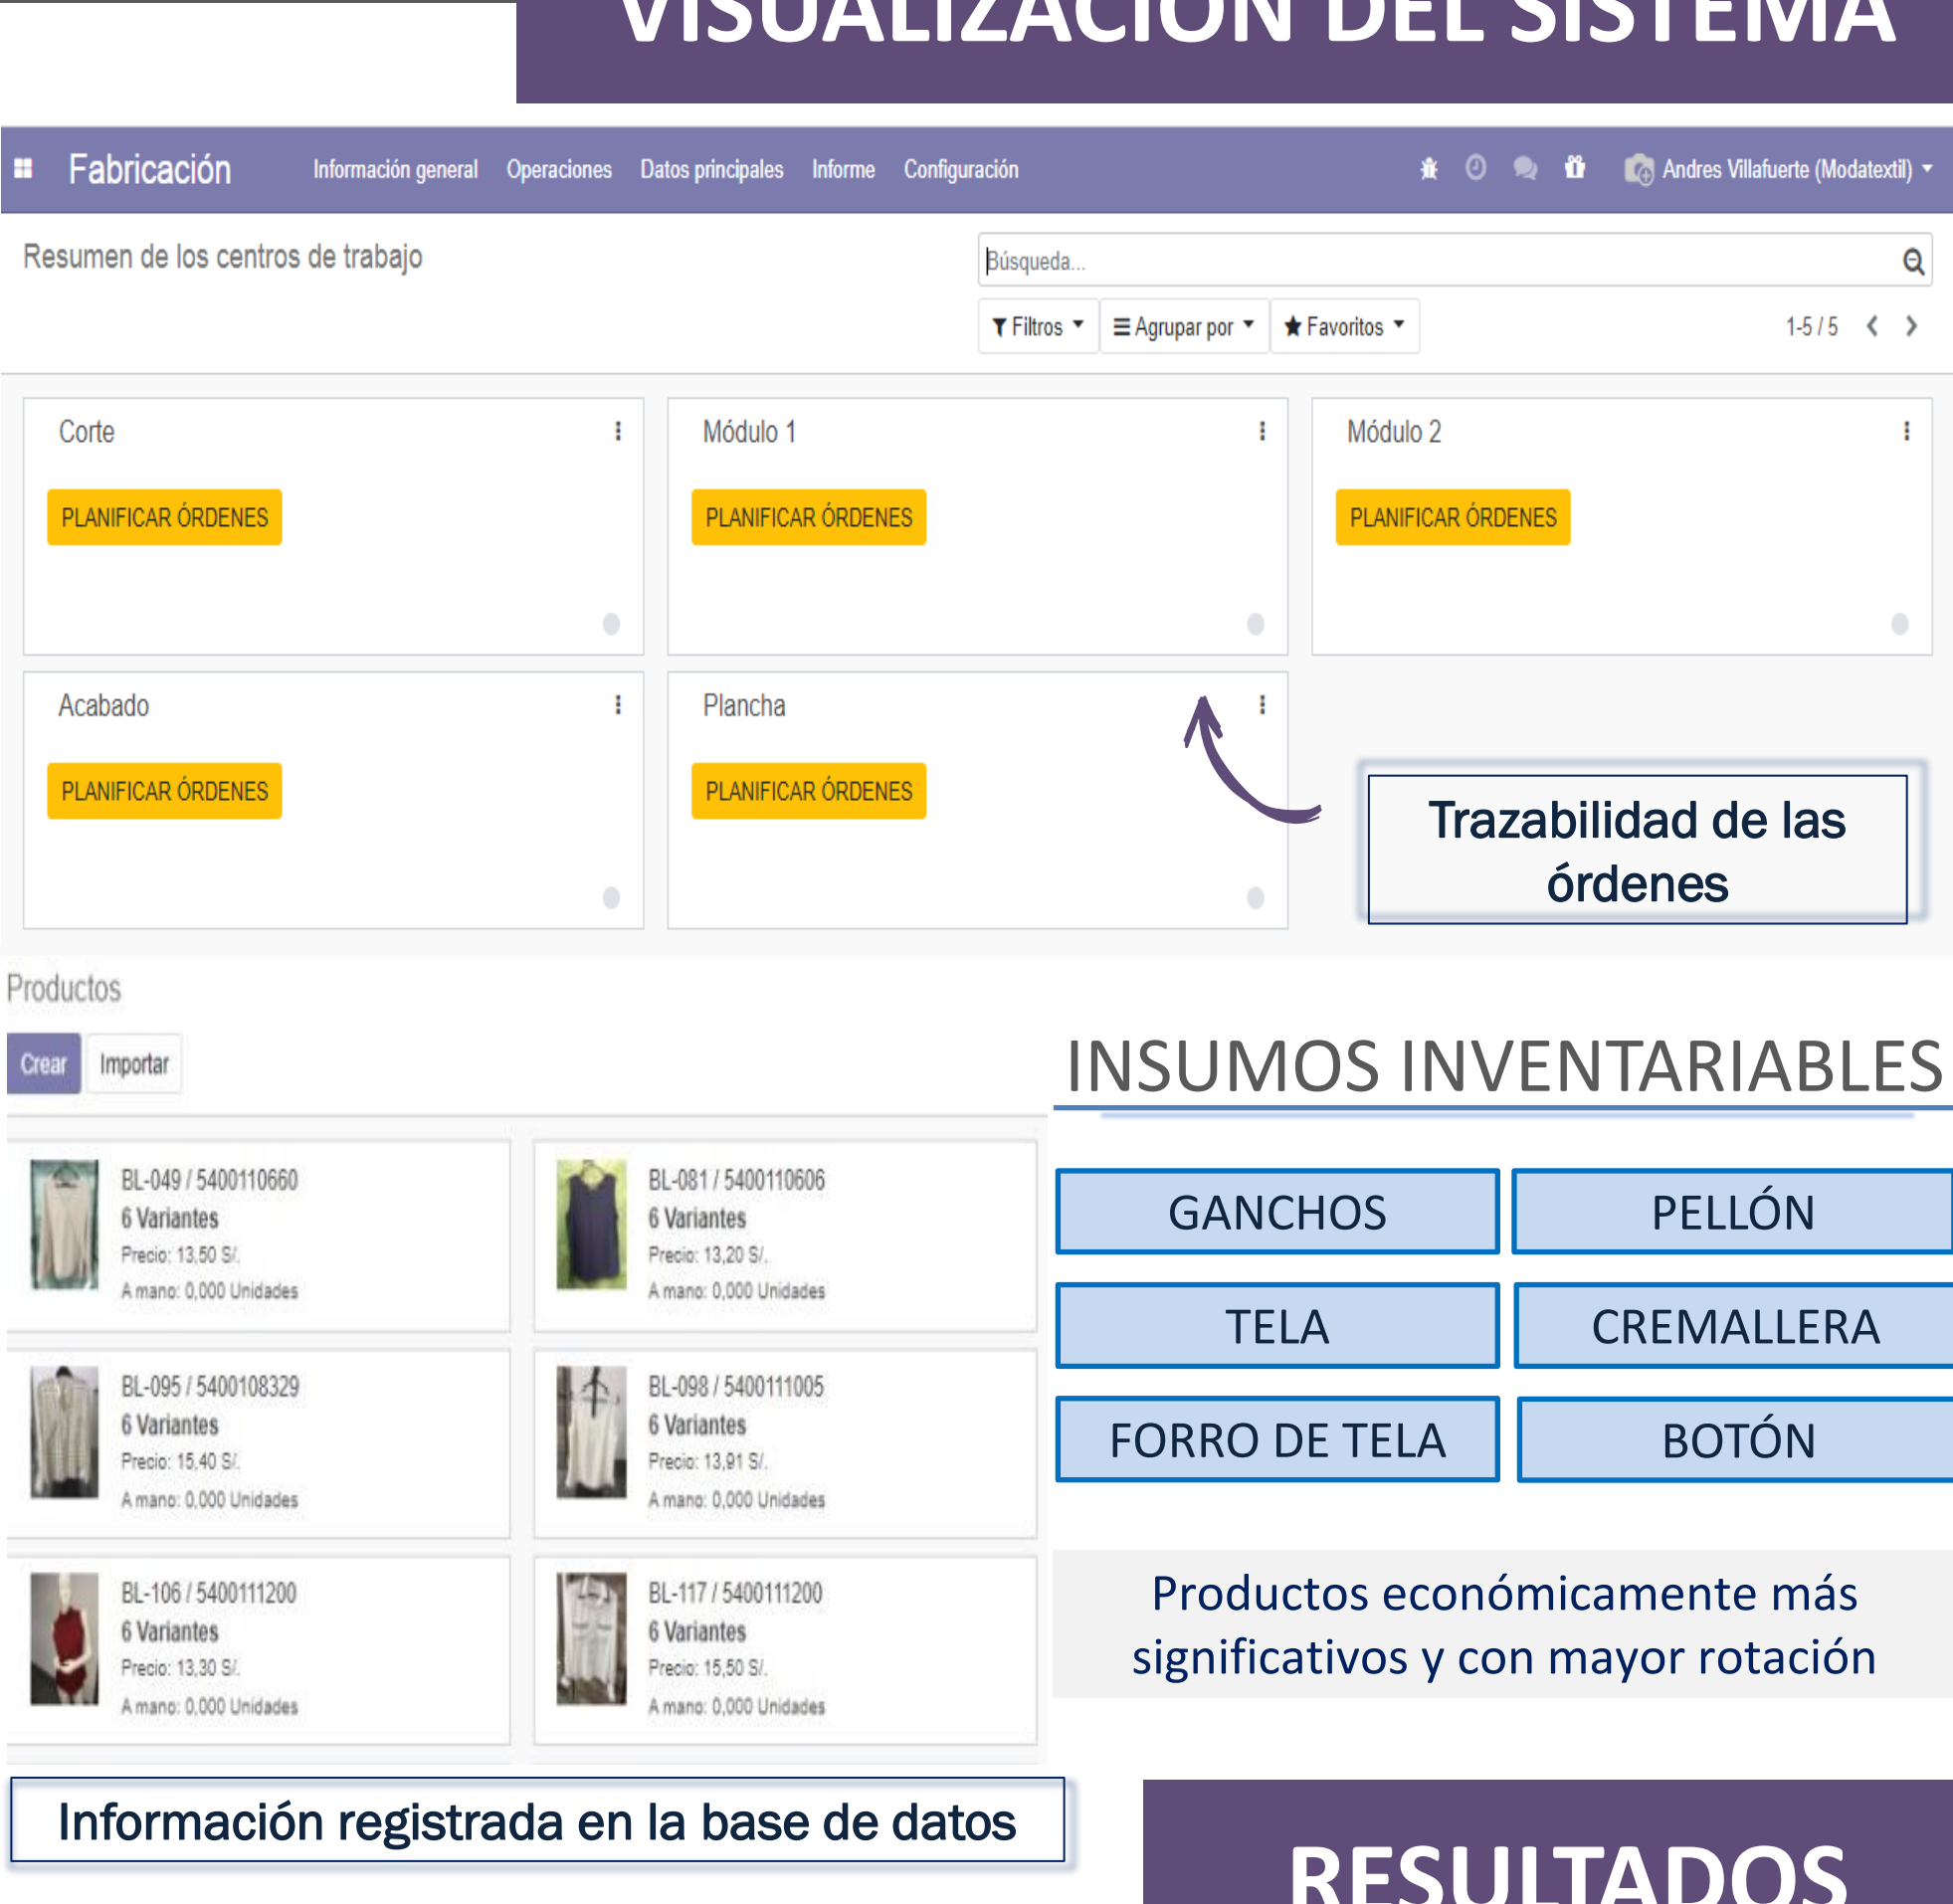 VISUALIZACIÓN DEL SISTEMA
Fabricación Información general Operaciones Datos principales Informe Configuración Andres Villafuerte (Modatextil)
Resumen de los centros de trabajo
Búsqueda...
Filtros Agrupar por Favoritos 1-5 / 5
Corte
PLANIFICAR ÓRDENES
Módulo 1
PLANIFICAR ÓRDENES
Módulo 2
PLANIFICAR ÓRDENES
Acabado
PLANIFICAR ÓRDENES
Plancha
PLANIFICAR ÓRDENES
Trazabilidad de las
órdenes
Productos
Crear Importar
BL-049 / 5400110660
6 Variantes
Precio: 13,50 S/.
A mano: 0,000 Unidades
BL-081 / 5400110606
6 Variantes
Precio: 13,20 S/.
A mano: 0,000 Unidades
BL-095 / 5400108329
6 Variantes
Precio: 15,40 S/.
A mano: 0,000 Unidades
BL-098 / 5400111005
6 Variantes
Precio: 13,91 S/.
A mano: 0,000 Unidades
BL-106 / 5400111200
6 Variantes
Precio: 13,30 S/.
A mano: 0,000 Unidades
BL-117 / 5400111200
6 Variantes
Precio: 15,50 S/.
A mano: 0,000 Unidades
Información registrada en la base de datos
INSUMOS INVENTARIABLES
GANCHOS
PELLÓN
TELA
CREMALLERA
FORRO DE TELA
BOTÓN
Productos económicamente más
significativos y con mayor rotación
RESULTADOS